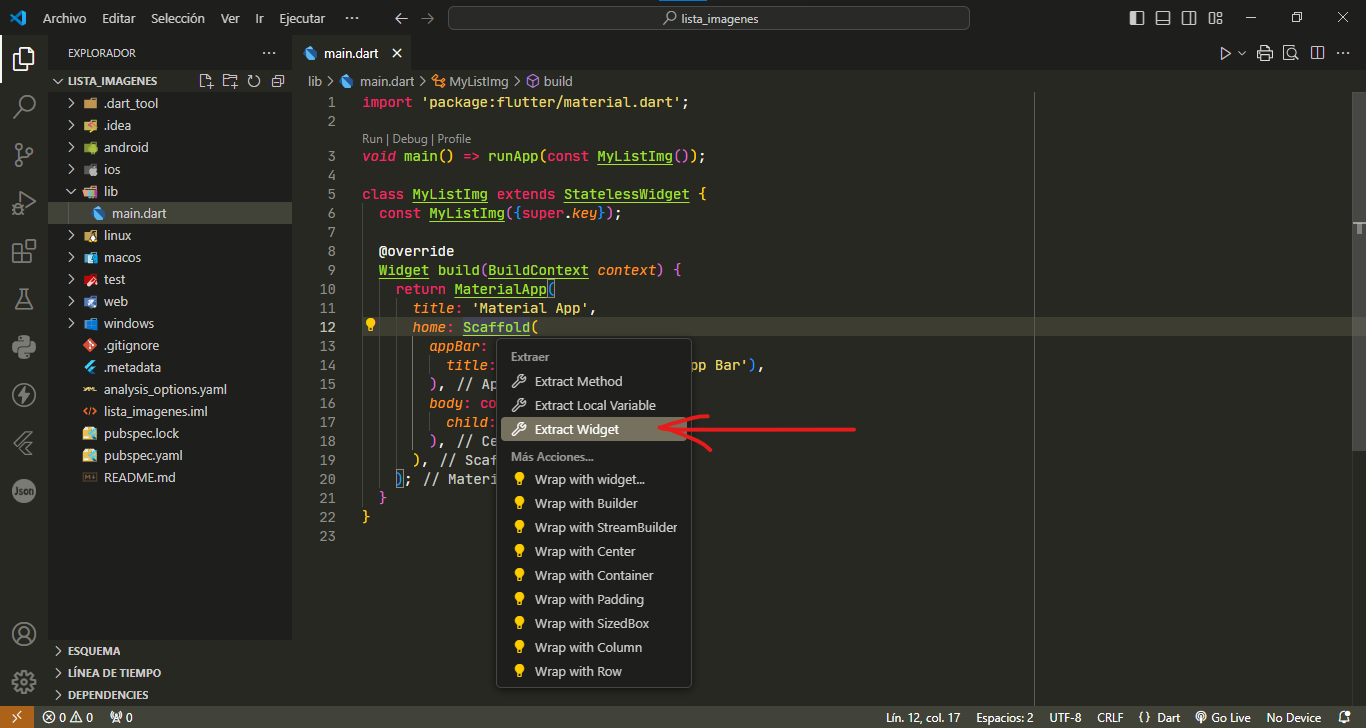 Archivo Editar Selección Ver Ir Ejecutar ···
lista_imagenes
EXPLORADOR ···
LISTA_IMAGENES
.dart_tool
.idea
android
ios
lib
main.dart
linux
macos
test
web
windows
.gitignore
.metadata
analysis_options.yaml
lista_imagenes.iml
pubspec.lock
pubspec.yaml
README.md
ESQUEMA
LÍNEA DE TIEMPO
DEPENDENCIES
Json
main.dart
lib > main.dart > MyListImg > build
1 import 'package:flutter/material.dart';
2
Run | Debug | Profile
3 void main() => runApp(const MyListImg());
4
5 class MyListImg extends StatelessWidget {
6 const MyListImg({super.key});
7
8 @override
9 Widget build(BuildContext context) {
10 return MaterialApp(
11 title: 'Material App',
12 home: Scaffold(
13 appBar:
14 title: pp Bar'),
15 ), // Ap
16 body: co
17 child:
18 ), // Ce
19 ), // Scaf
20 ); // Materi
21 }
22 }
23
Extraer
Extract Method
Extract Local Variable
Extract Widget
Más Acciones...
Wrap with widget...
Wrap with Builder
Wrap with StreamBuilder
Wrap with Center
Wrap with Container
Wrap with Padding
Wrap with SizedBox
Wrap with Column
Wrap with Row
0 0 0 Lín. 12, col. 17 Espacios: 2 UTF-8 CRLF {} Dart Go Live No Device